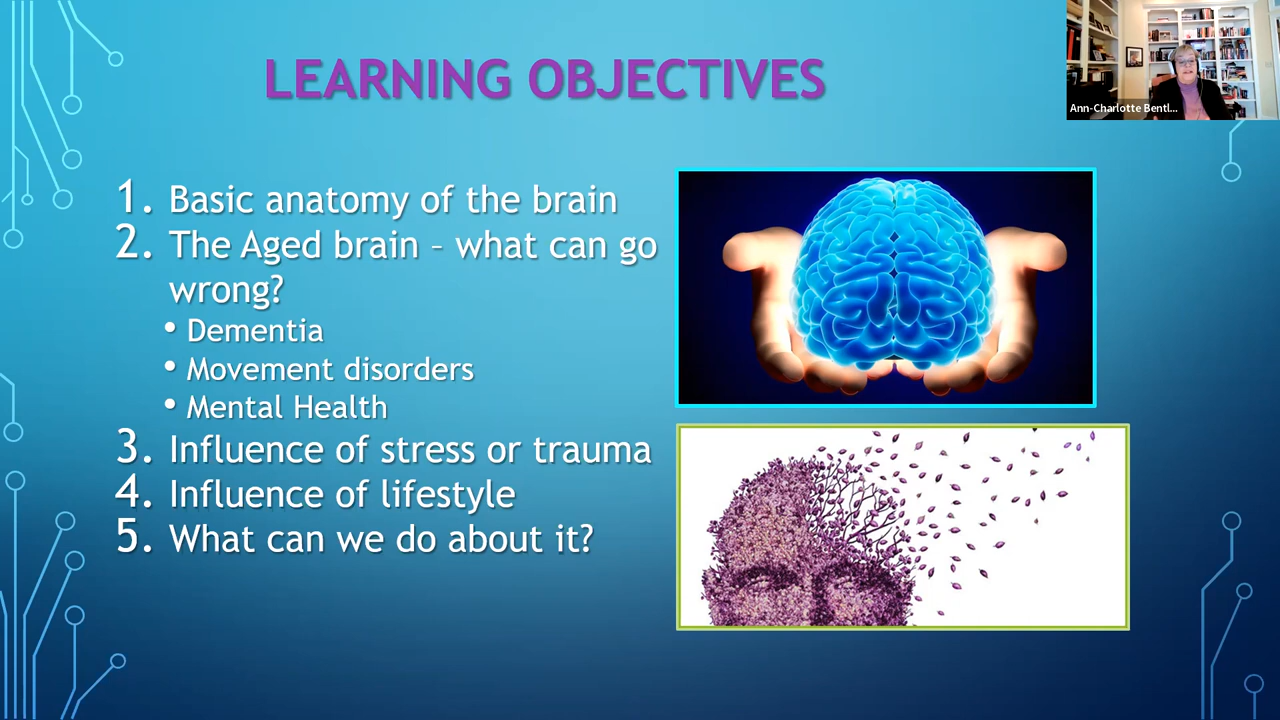 LEARNING OBJECTIVES
Ann-Charlotte Bentl...
1. Basic anatomy of the brain
2. The Aged brain – what can go
wrong?
• Dementia
• Movement disorders
• Mental Health
3. Influence of stress or trauma
4. Influence of lifestyle
5. What can we do about it?